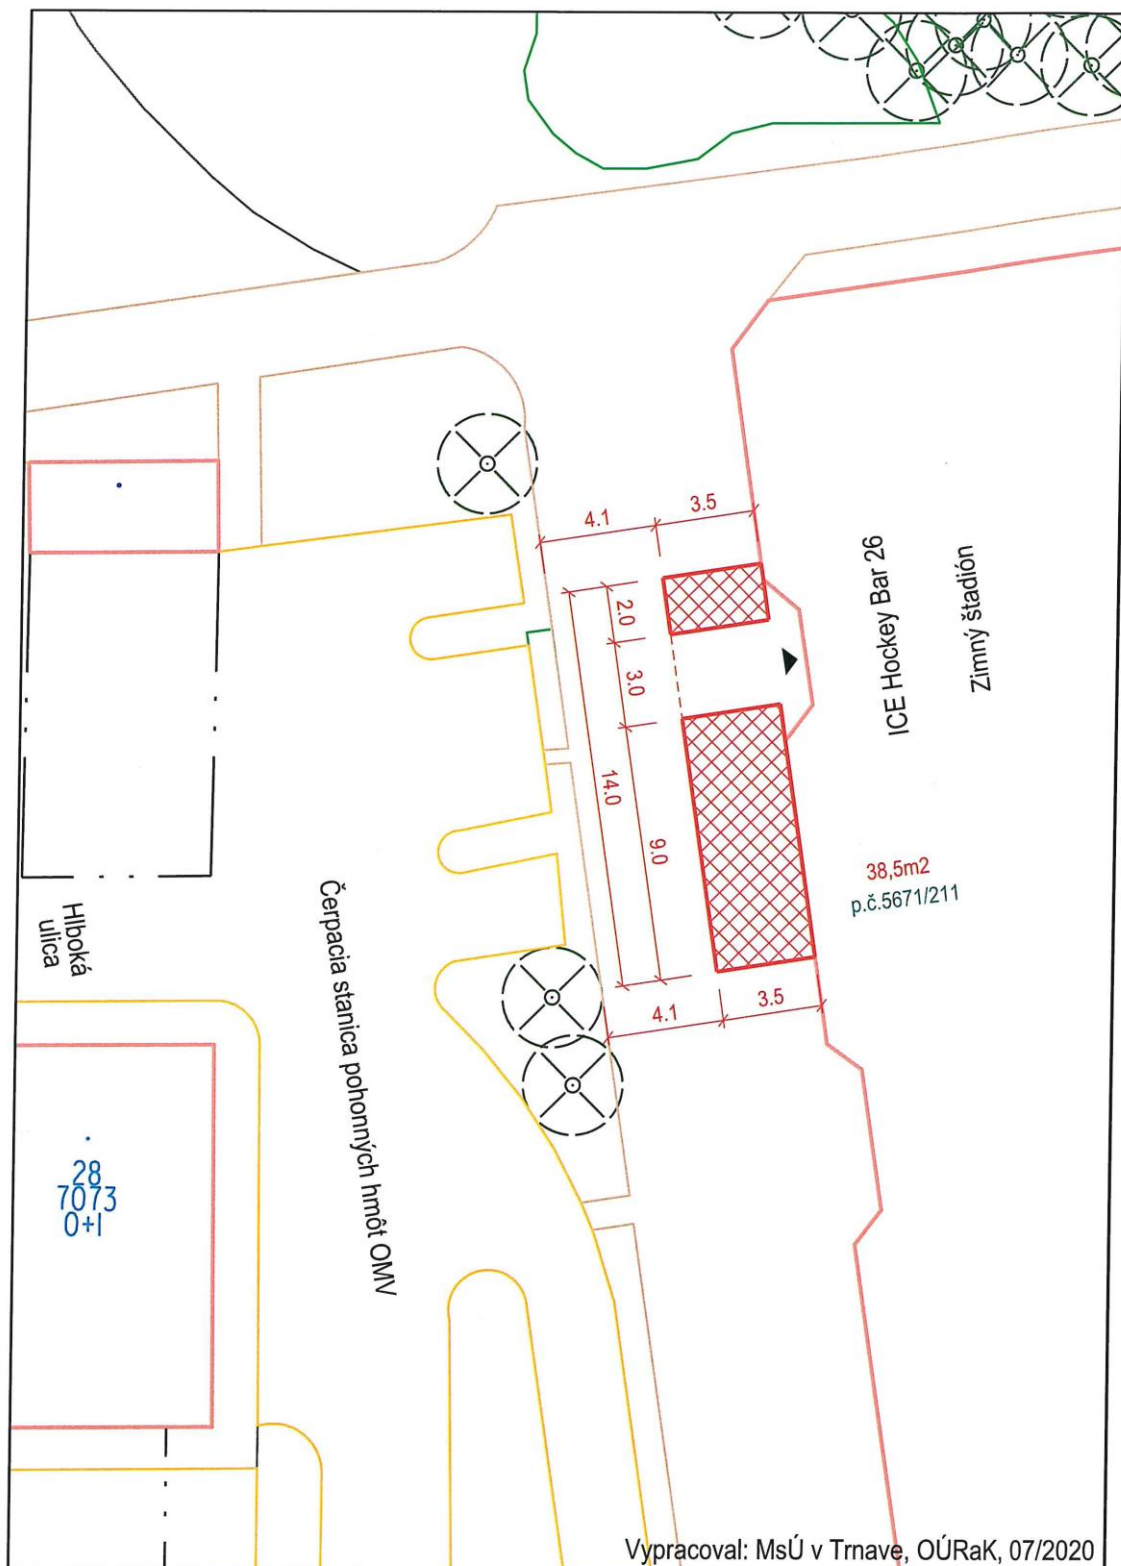 4.1
3.5
2.0
3.0
14.0
9.0
4.1
3.5
ICE Hockey Bar 26
Zimný štadión
38,5m2
p.č.5671/211
Hlboká
ulica
Čerpacia stanica pohonných hmôt OMV
28
7073
0+I
Vypracoval: MsÚ v Trnave, OÚRaK, 07/2020